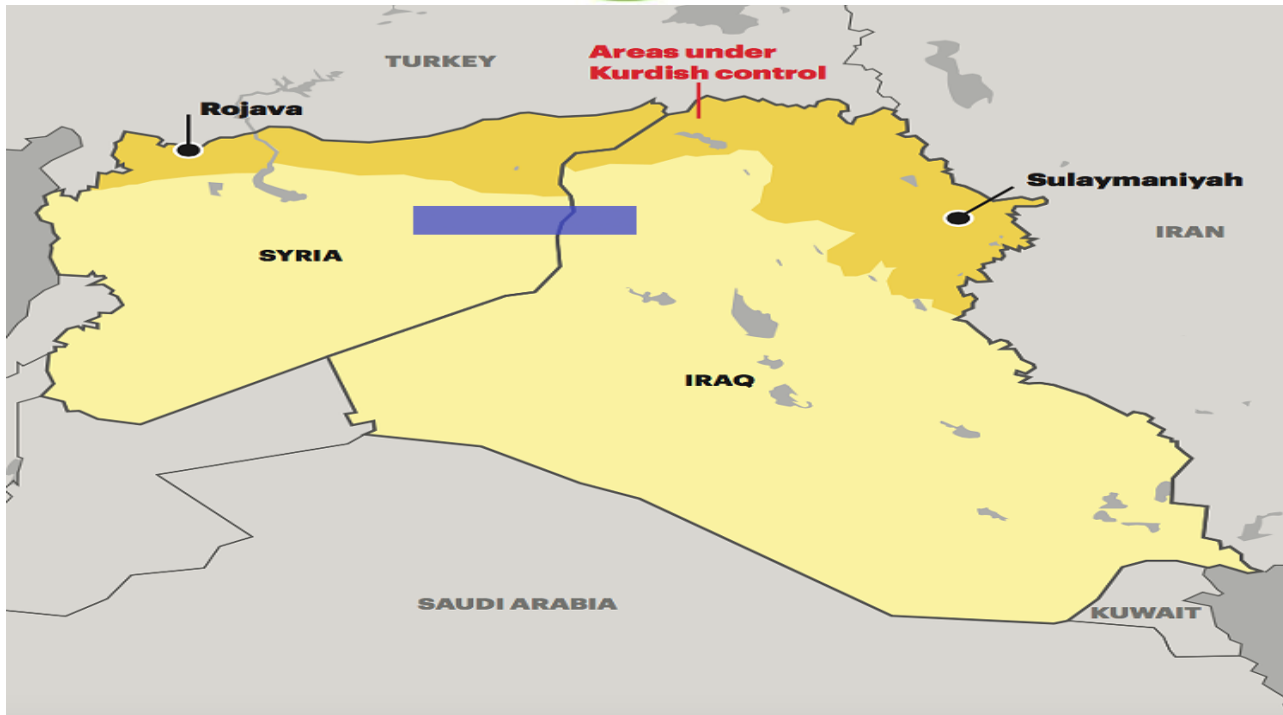 TURKEY
Areas under
Kurdish control
Rojava
Sulaymaniyah
IRAN
SYRIA
IRAQ
SAUDI ARABIA
KUWAIT